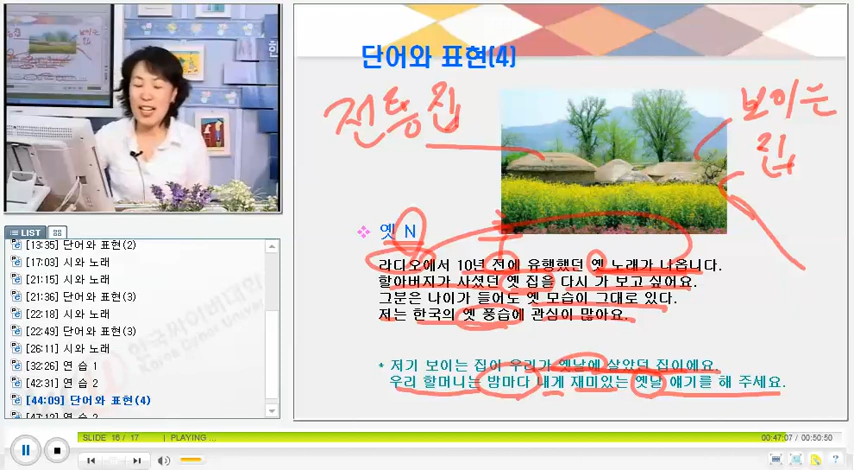 단어와 표현(4)
전통 집
보이는
집
옛 N
라디오에서 10년 전에 유행했던 옛 노래가 나옵니다.
할아버지가 사셨던 옛 집을 다시 가 보고 싶어요.
그분은 나이가 들어도 옛 모습이 그대로 있다.
저는 한국의 옛 풍습에 관심이 많아요.
* 저기 보이는 집이 우리가 옛날에 살았던 집이에요.
우리 할머니는 밤마다 내게 재미있는 옛날 얘기를 해 주세요.
LIST
[13:35] 단어와 표현(2)
[17:03] 시와 노래
[21:15] 시와 노래
[21:36] 단어와 표현(3)
[22:18] 시와 노래
[22:49] 단어와 표현(3)
[26:11] 시와 노래
[32:26] 연 습 1
[42:31] 연 습 2
[44:09] 단어와 표현(4)
[47:13] 연 습 2
SLIDE 16 / 17 | PLAYING ...
00:47:07 / 00:50:50